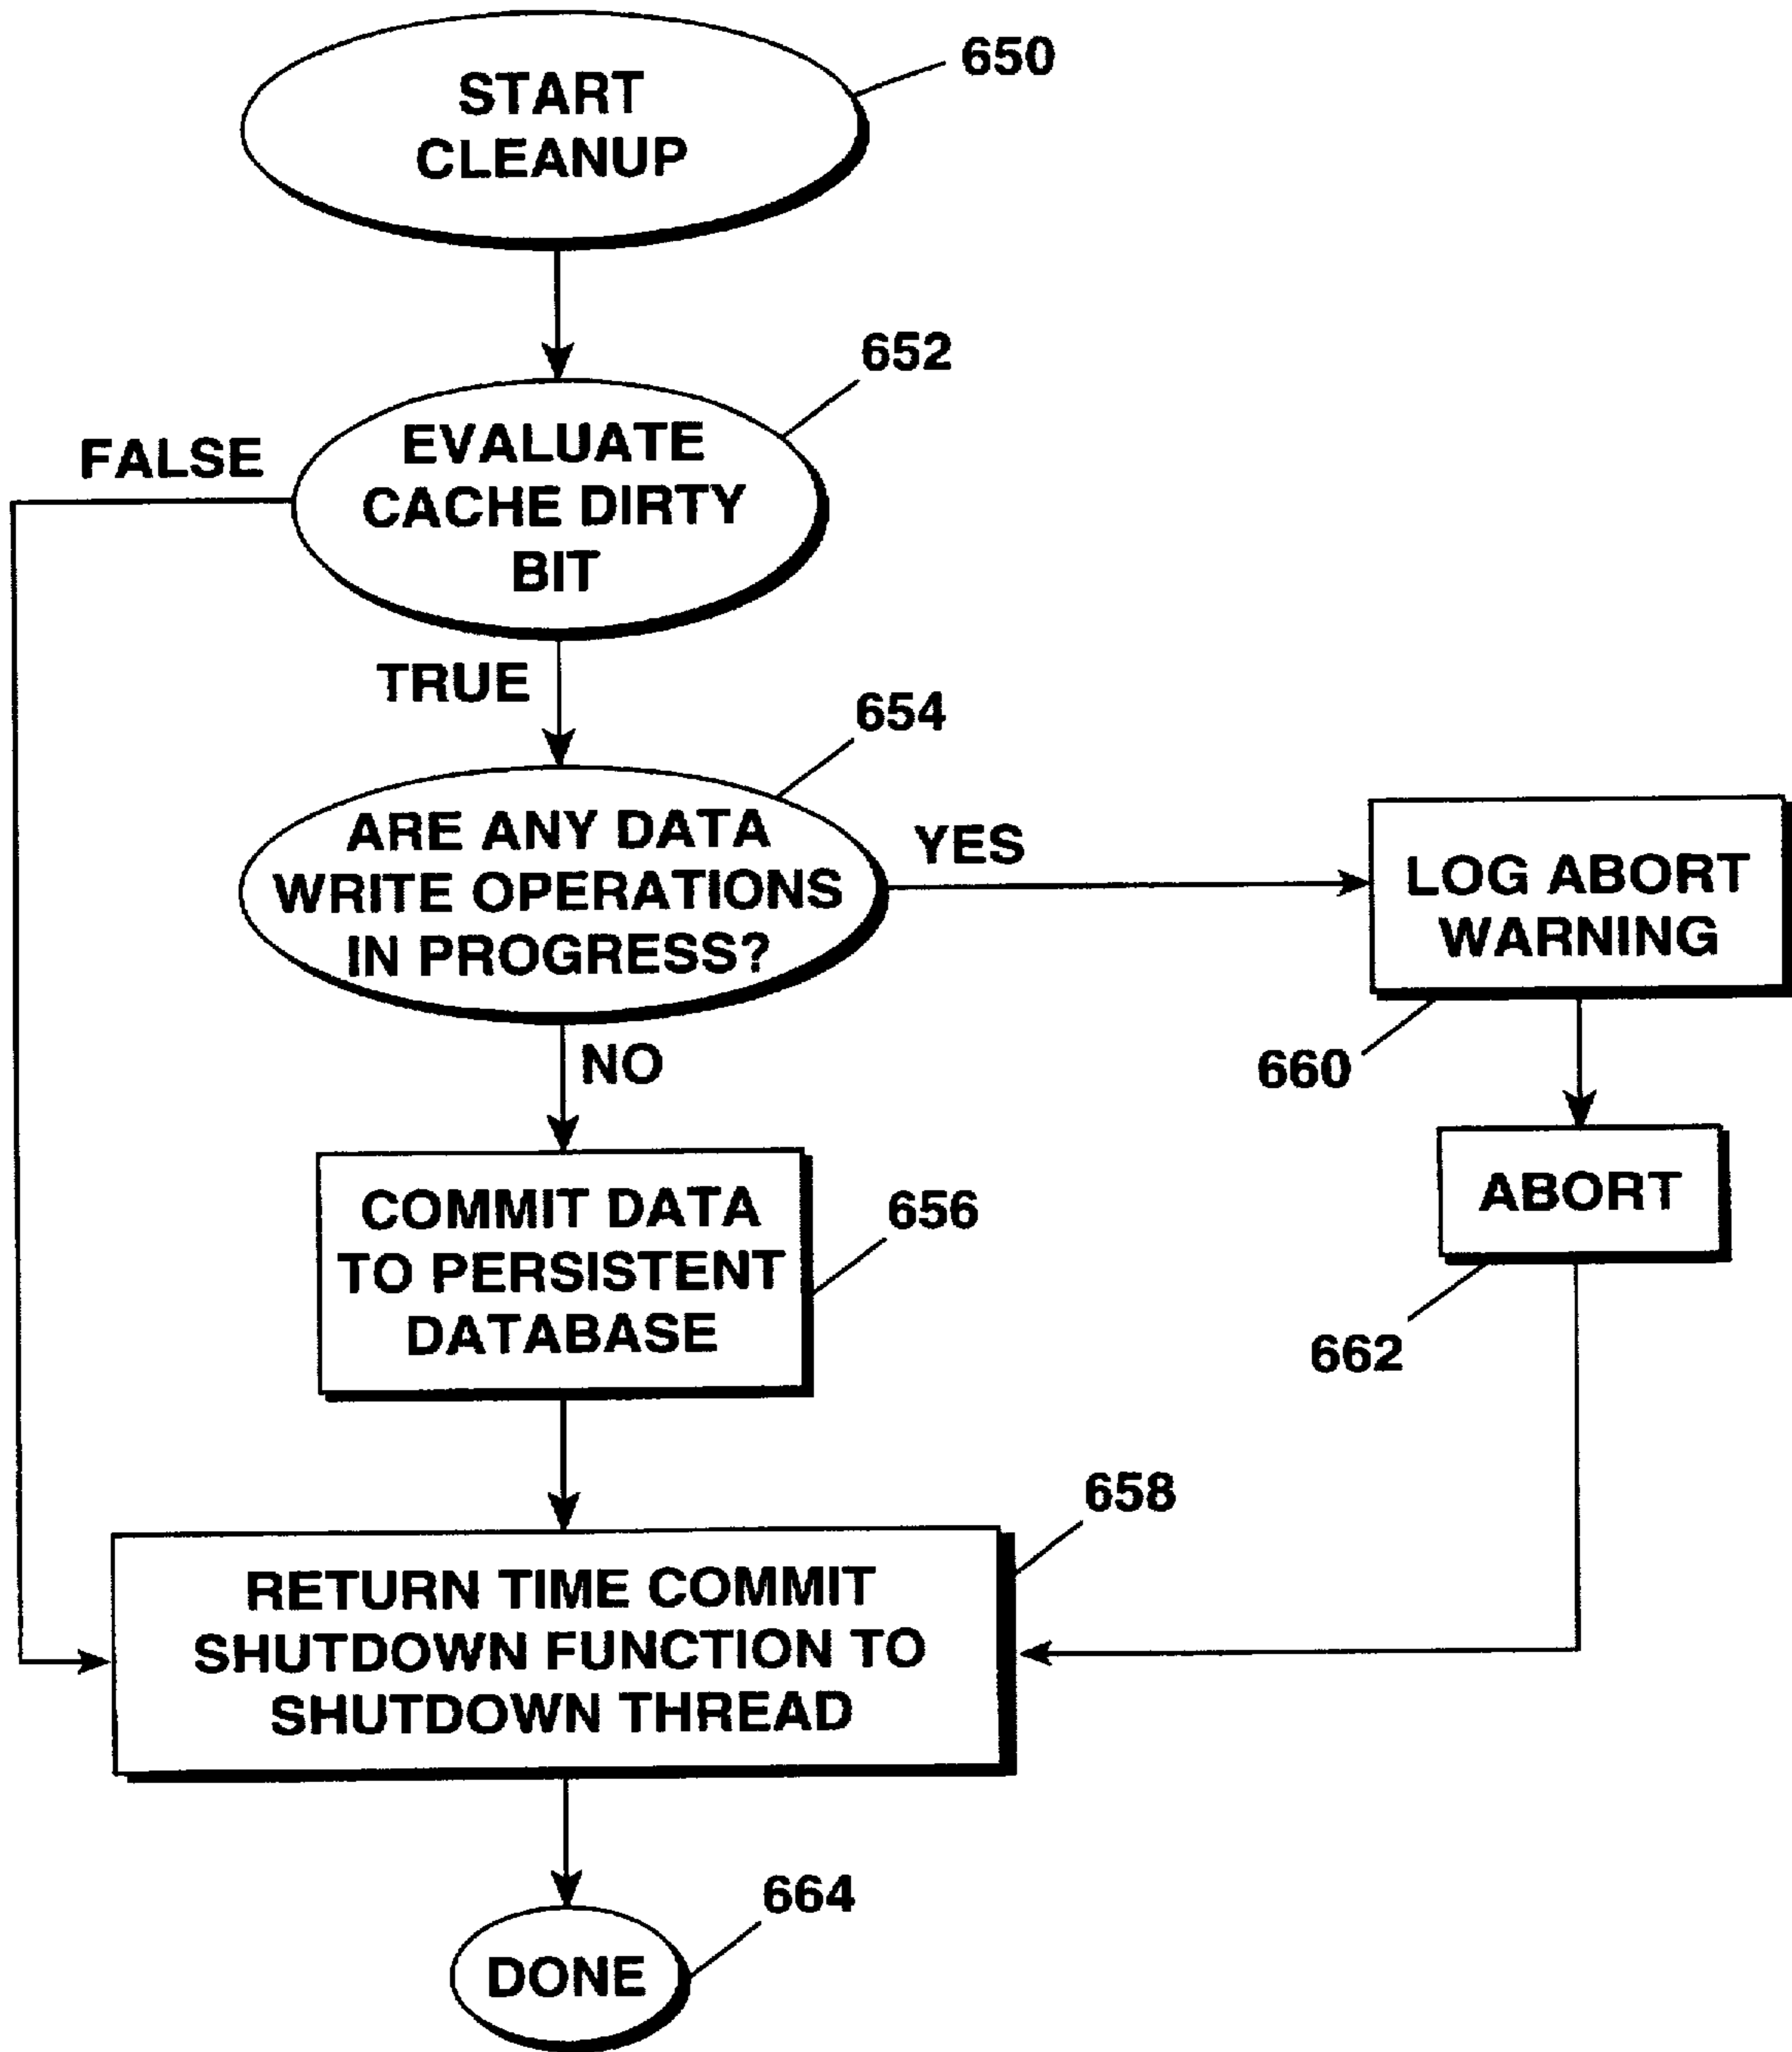 START
CLEANUP
650
652
EVALUATE
CACHE DIRTY
BIT
FALSE
TRUE
654
ARE ANY DATA
WRITE OPERATIONS
IN PROGRESS?
YES
LOG ABORT
WARNING
660
NO
ABORT
662
COMMIT DATA
TO PERSISTENT
DATABASE
656
658
RETURN TIME COMMIT
SHUTDOWN FUNCTION TO
SHUTDOWN THREAD
664
DONE